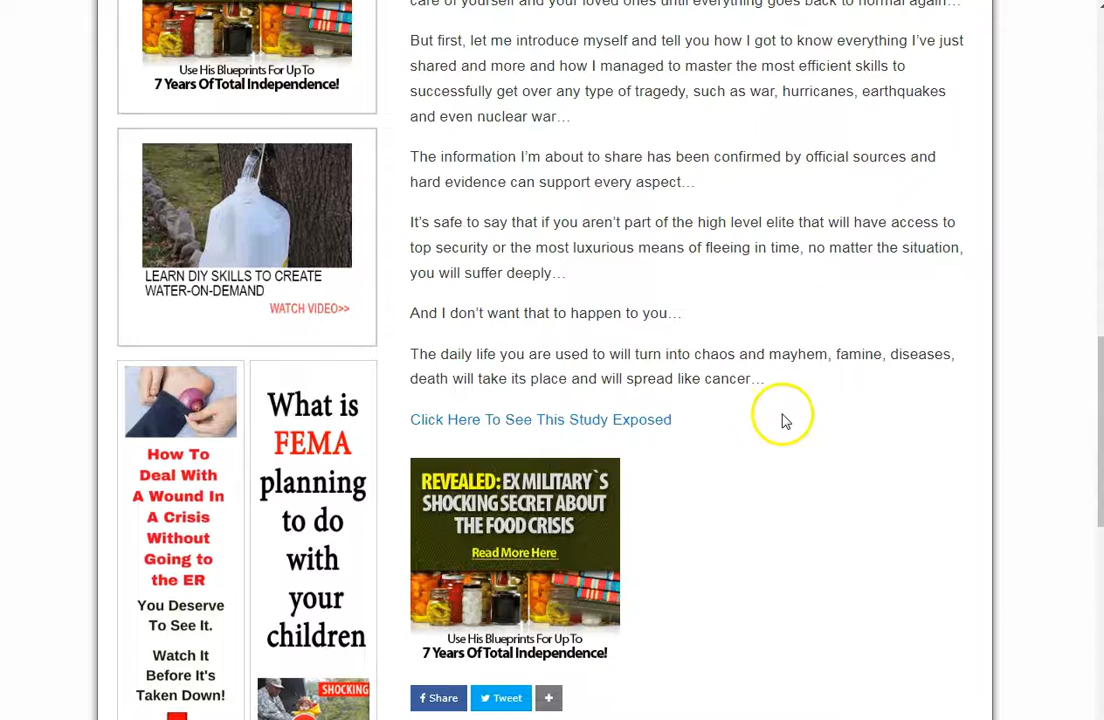 Use His Blueprints For Up To
7 Years Of Total Independence!
LEARN DIY SKILLS TO CREATE
WATER-ON-DEMAND
WATCH VIDEO>>
How To
Deal With
A Wound In
A Crisis
Without
Going to
the ER
You Deserve
To See It.
Watch It
Before It's
Taken Down!
What is
FEMA
planning
to do
with
your
children
SHOCKING
care of yourself and your loved ones until everything goes back to normal again…
But first, let me introduce myself and tell you how I got to know everything I’ve just
shared and more and how I managed to master the most efficient skills to
successfully get over any type of tragedy, such as war, hurricanes, earthquakes
and even nuclear war…
The information I’m about to share has been confirmed by official sources and
hard evidence can support every aspect…
It’s safe to say that if you aren’t part of the high level elite that will have access to
top security or the most luxurious means of fleeing in time, no matter the situation,
you will suffer deeply…
And I don’t want that to happen to you…
The daily life you are used to will turn into chaos and mayhem, famine, diseases,
death will take its place and will spread like cancer…
Click Here To See This Study Exposed
REVEALED: EX MILITARY`S
SHOCKING SECRET ABOUT
THE FOOD CRISIS
Read More Here
Use His Blueprints For Up To
7 Years Of Total Independence!
f Share
Tweet
+